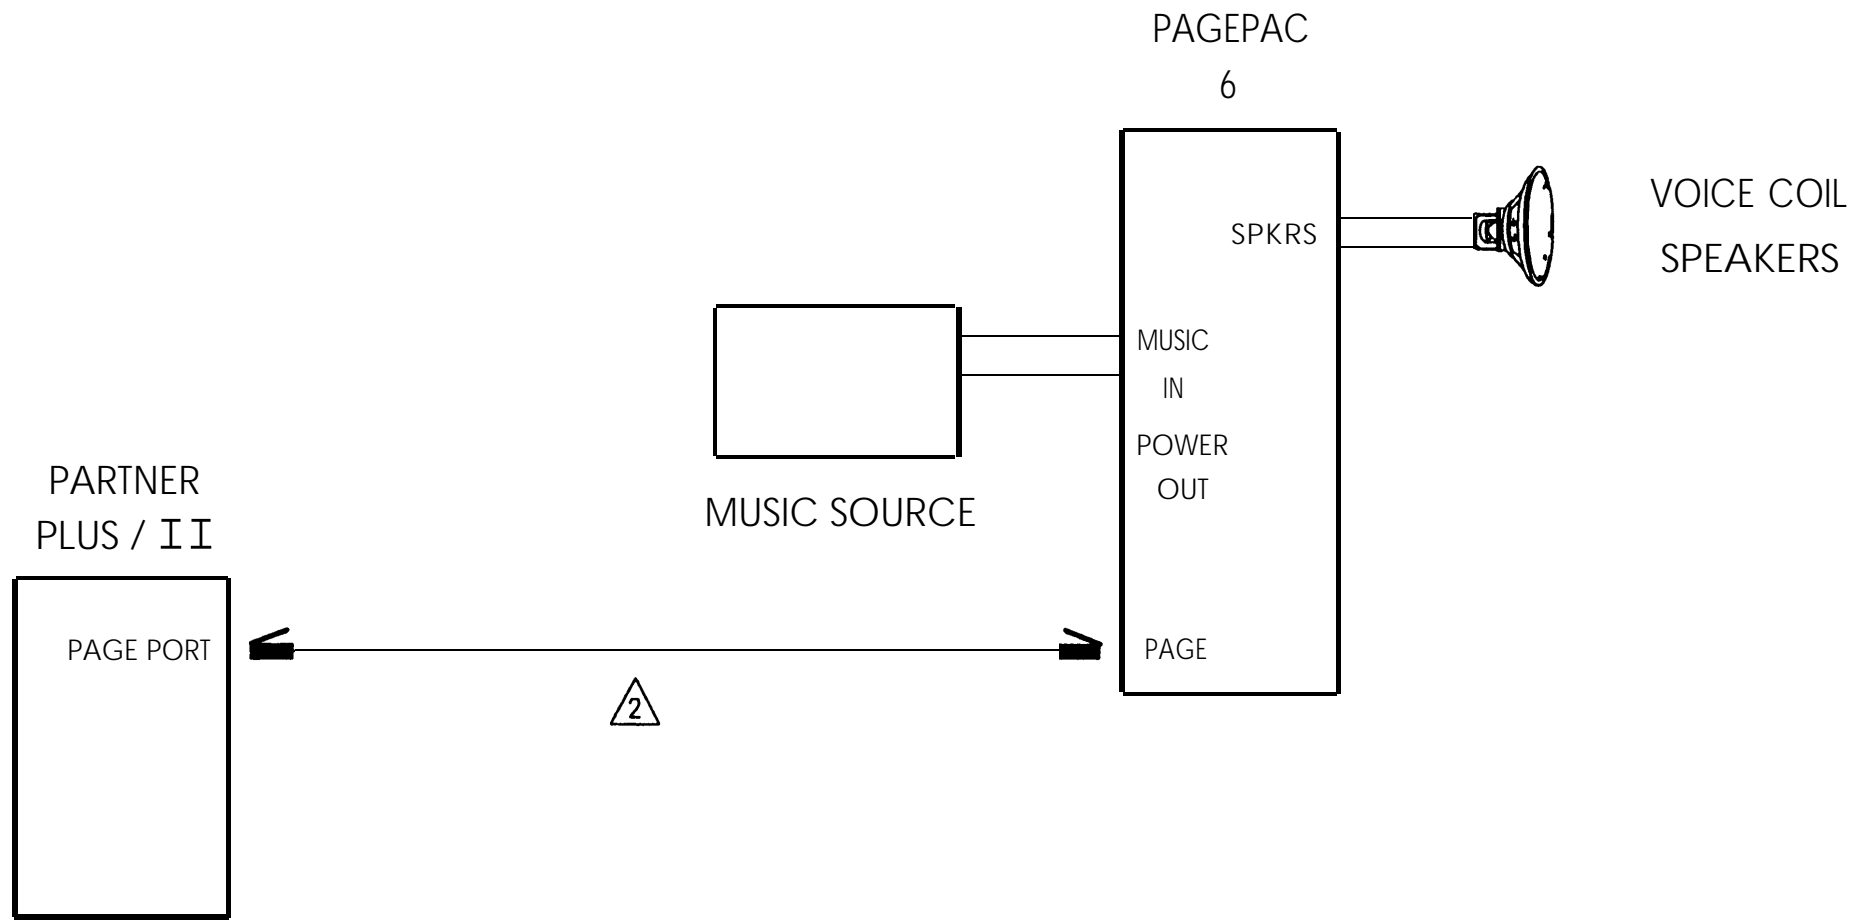 PAGEPAC
6
SPKRS
VOICE COIL
SPEAKERS
MUSIC
IN
POWER
OUT
MUSIC SOURCE
PARTNER
PLUS / II
PAGE PORT
PAGE
2